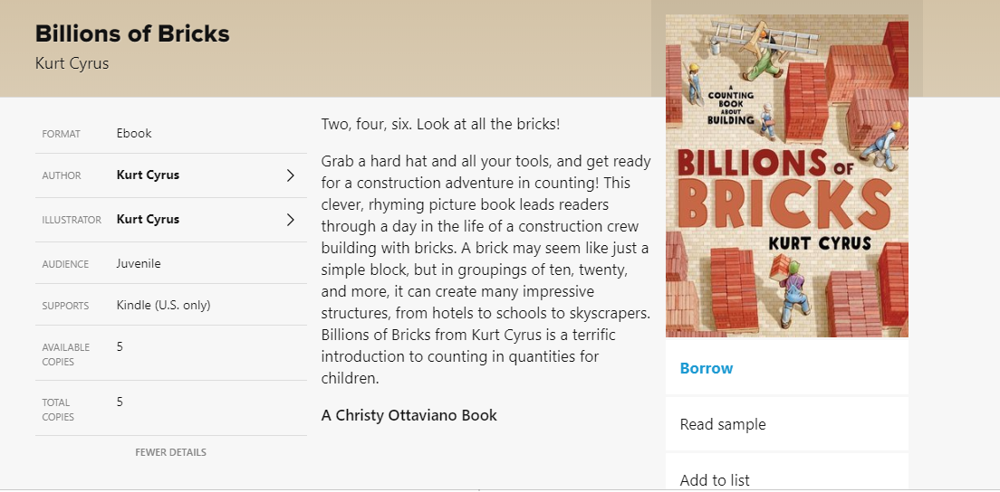 Billions of Bricks
Kurt Cyrus
FORMAT Ebook
AUTHOR Kurt Cyrus
ILLUSTRATOR Kurt Cyrus
AUDIENCE Juvenile
SUPPORTS Kindle (U.S. only)
AVAILABLE COPIES 5
TOTAL COPIES 5
FEWER DETAILS
Two, four, six. Look at all the bricks!
Grab a hard hat and all your tools, and get ready
for a construction adventure in counting! This
clever, rhyming picture book leads readers
through a day in the life of a construction crew
building with bricks. A brick may seem like just a
simple block, but in groupings of ten, twenty,
and more, it can create many impressive
structures, from hotels to schools to skyscrapers.
Billions of Bricks from Kurt Cyrus is a terrific
introduction to counting in quantities for
children.
A Christy Ottaviano Book
A
COUNTING
BOOK
ABOUT
BUILDING
BILLIONS OF
BRICKS
KURT CYRUS
Borrow
Read sample
Add to list